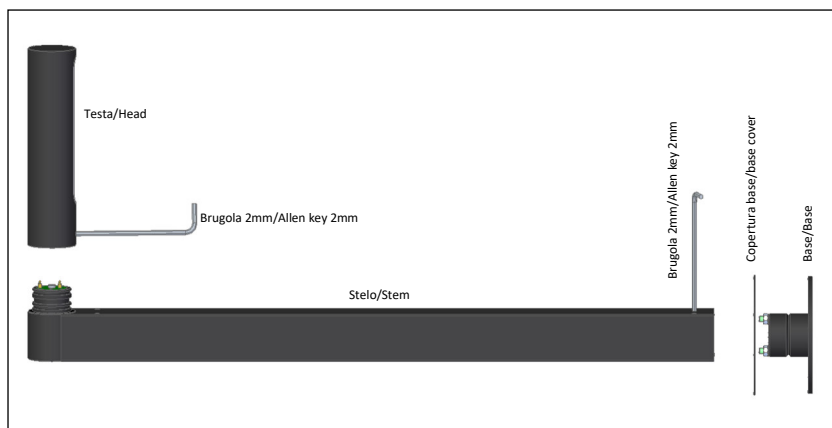 Testa/Head
Brugola 2mm/Allen key 2mm
Stelo/Stem
Brugola 2mm/Allen key 2mm
Copertura base/base cover
Base/Base